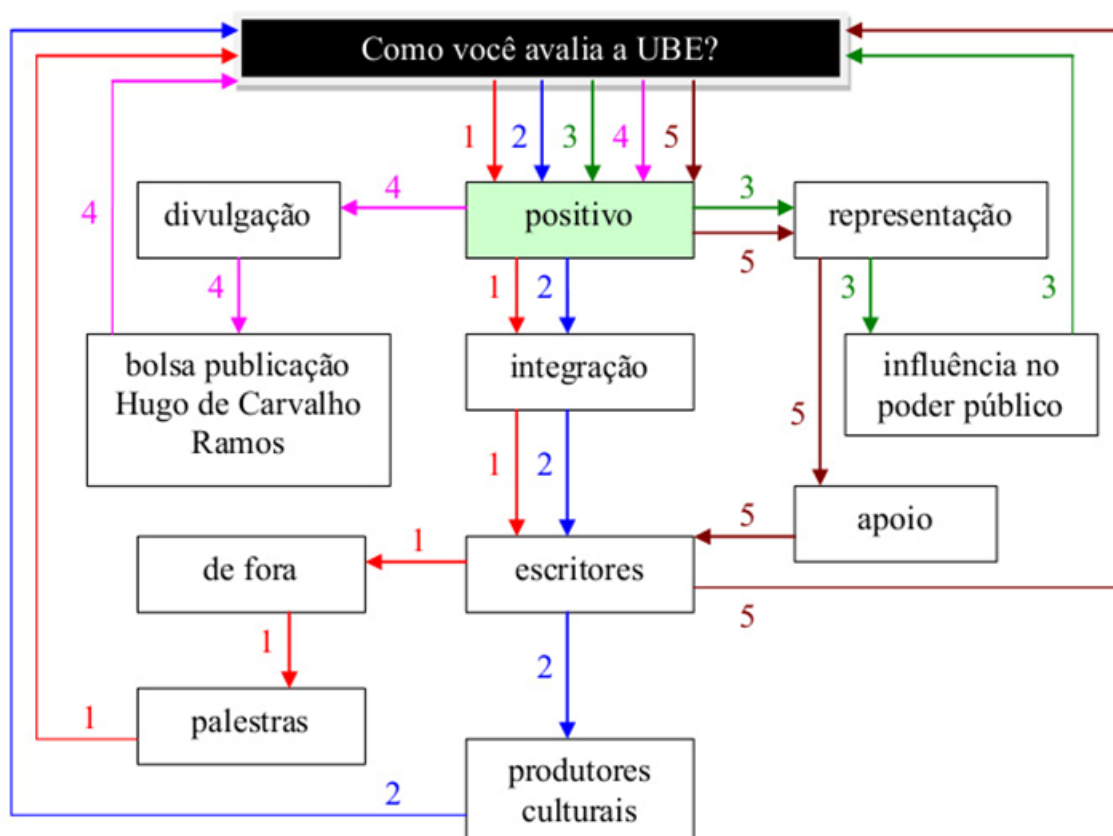 Como você avalia a UBE?
1 2 3 4 5
divulgação
4
positivo
3
5
representação
4
4
1 2
3
3
bolsa publicação
Hugo de Carvalho
Ramos
integração
influência no
poder público
5
1 2
apoio
5
de fora
1
escritores
5
1
2
palestras
1
produtores
culturais
2